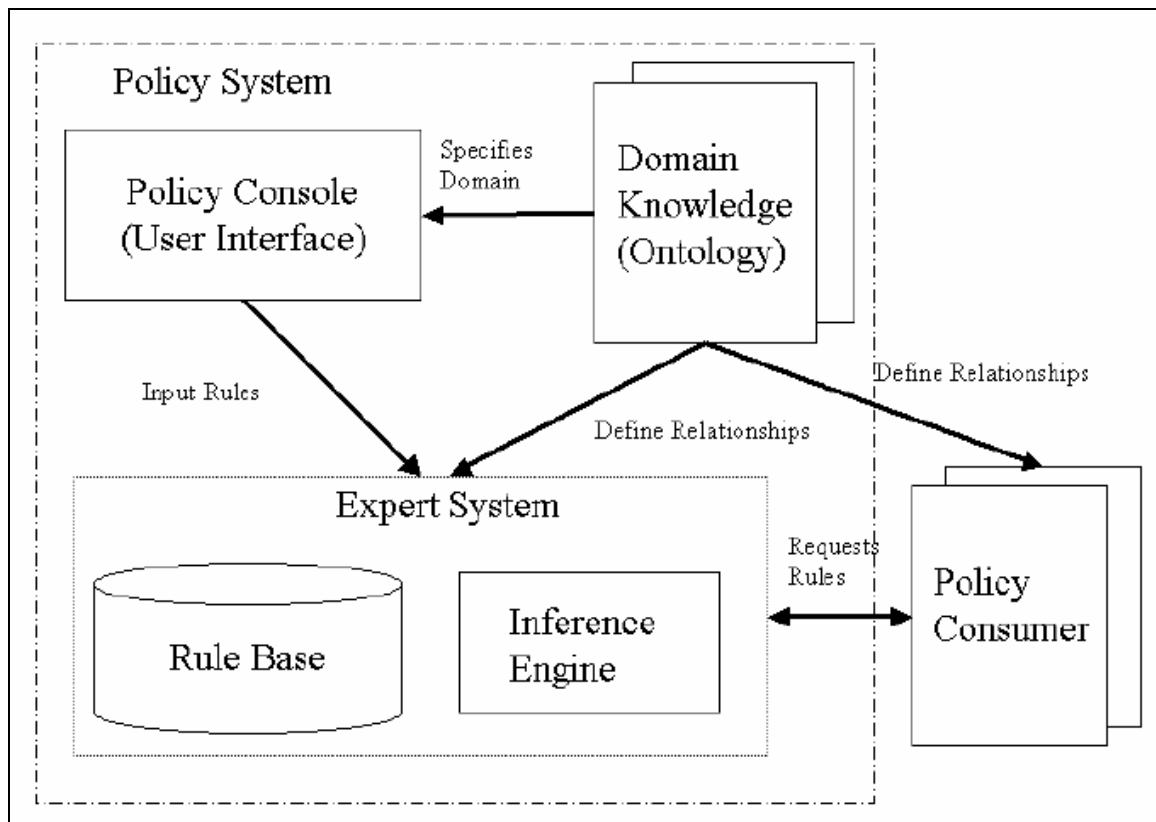 Policy System
Policy Console
(User Interface)
Specifies
Domain
Domain
Knowledge
(Ontology)
Input Rules
Define Relationships
Define Relationships
Expert System
Rule Base
Inference
Engine
Requests
Rules
Policy
Consumer